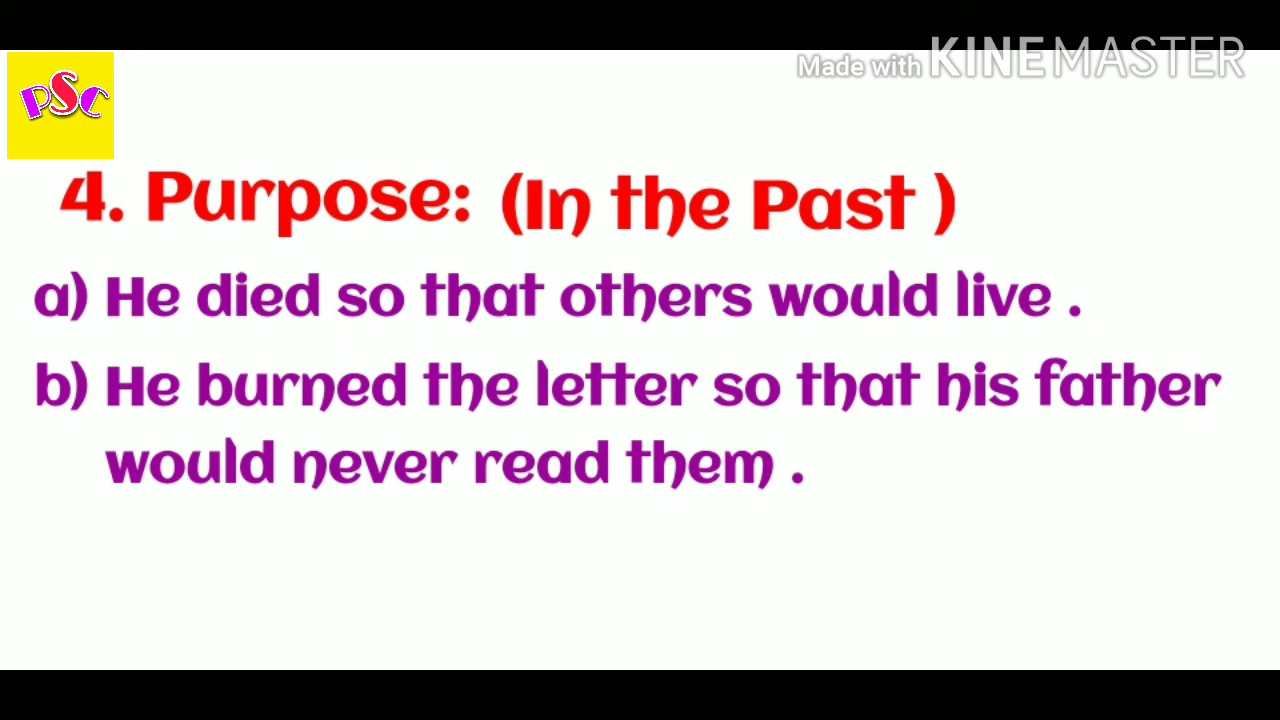 Made with KINEMASTER
PSC
4. Purpose: (In the Past )
a) He died so that others would live .
b) He burned the letter so that his father
would never read them .